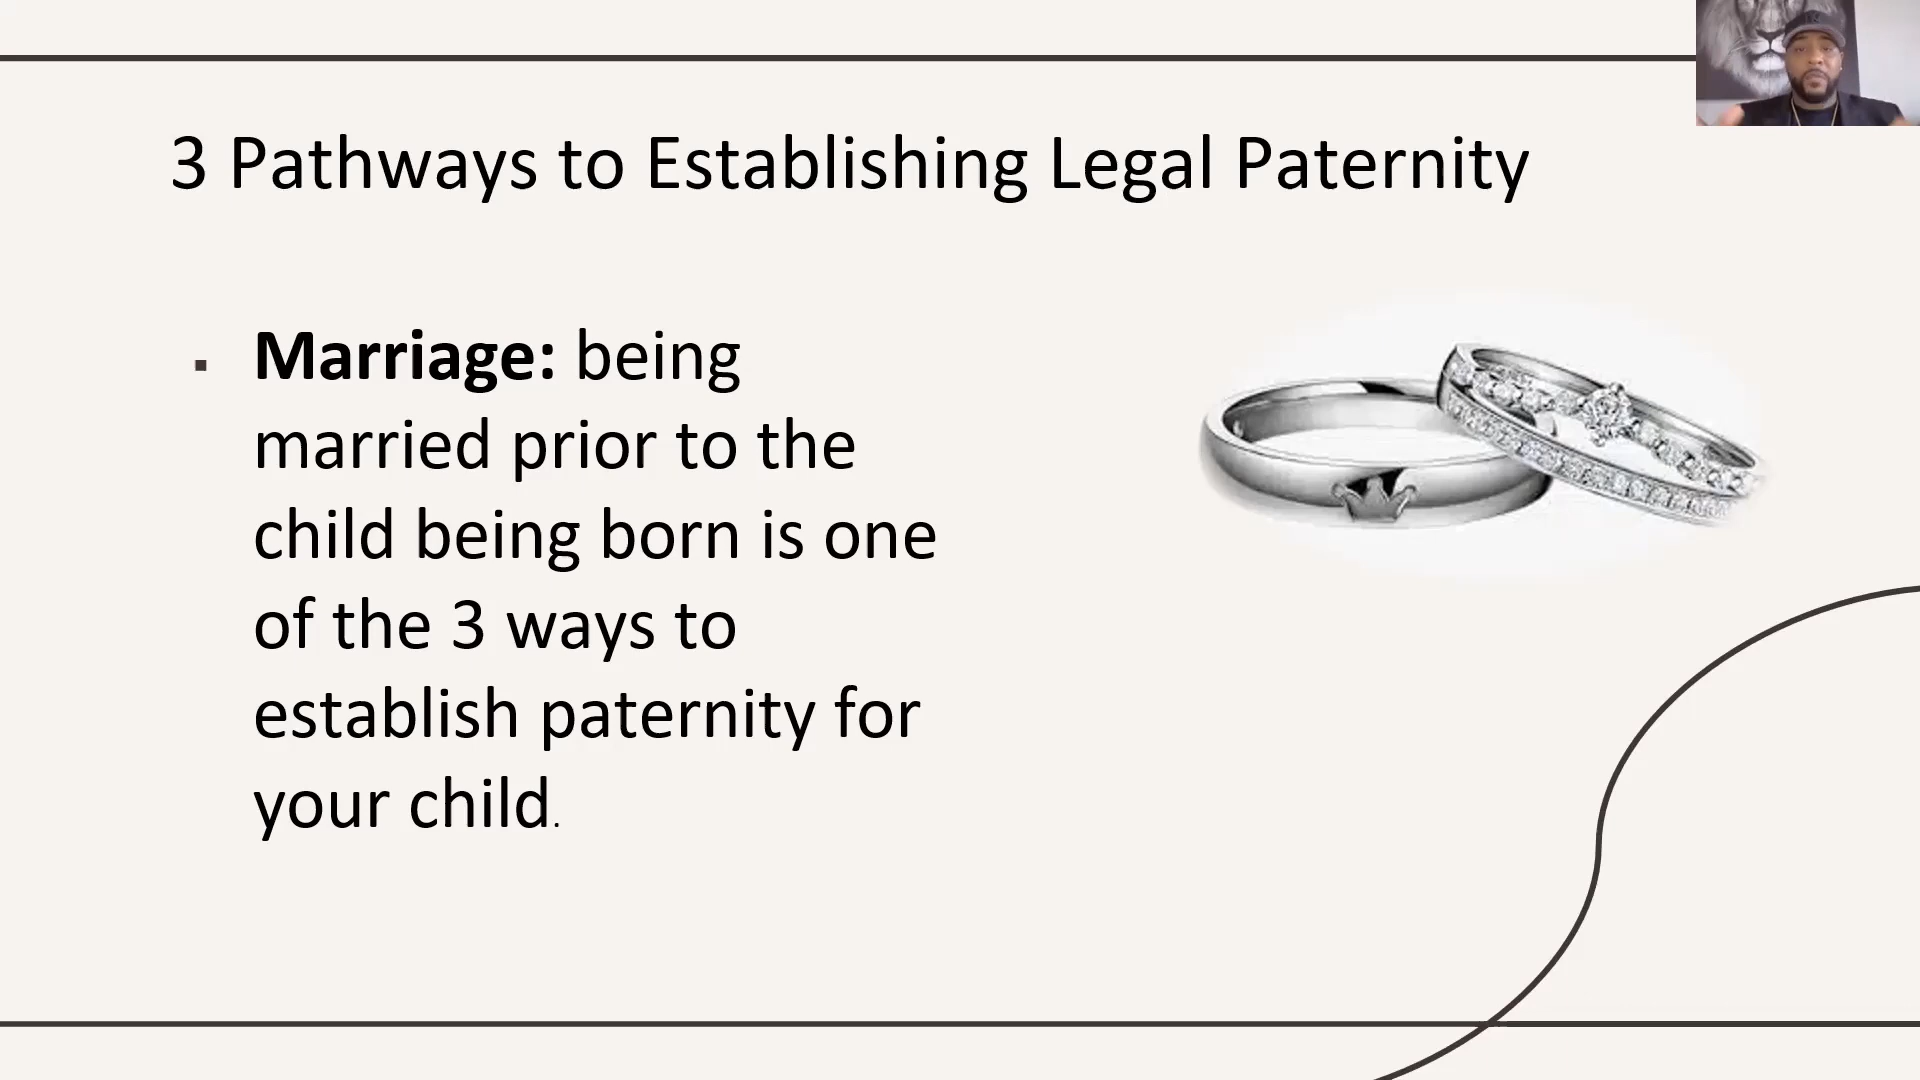 3 Pathways to Establishing Legal Paternity
▪ Marriage: being
married prior to the
child being born is one
of the 3 ways to
establish paternity for
your child.